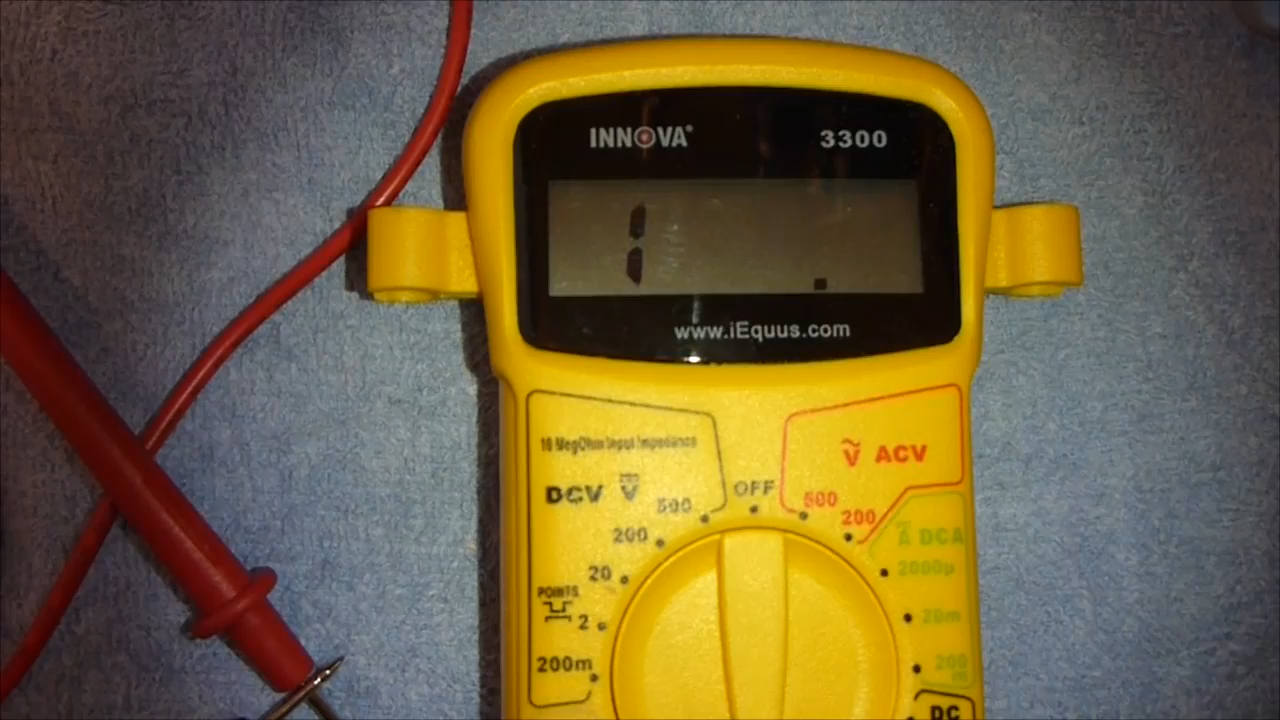 INNOVA® 3300
1 .
www.iEquus.com
10 MegOhm Input Impedance
DCV V
500
200
20
POINTS
2
200m
OFF
V ACV
500
200
A DCA
2000µ
20m
200
m
DC